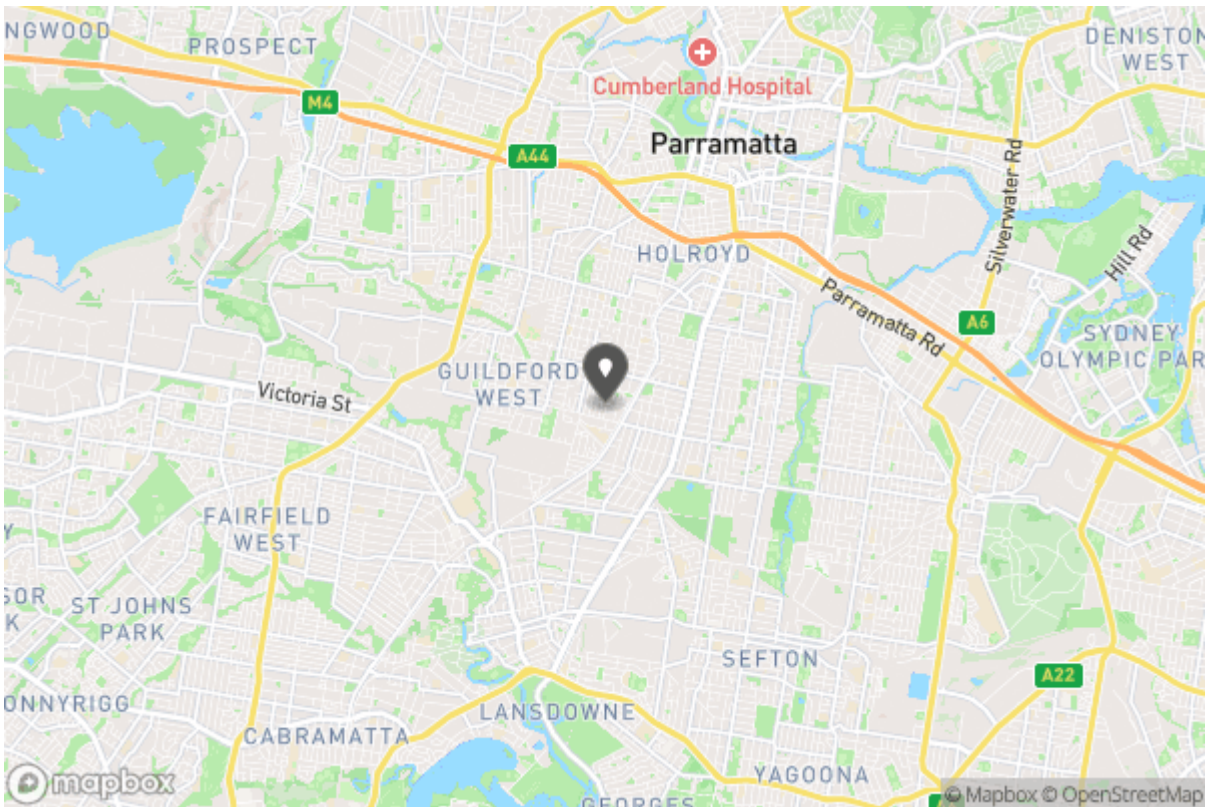 NGWOOD
PROSPECT
DENISTON
WEST
M4
Cumberland Hospital
A44
Parramatta
Silverwater Rd
HOLROYD
Hill Rd
Parramatta Rd
A6
SYDNEY
OLYMPIC PAR
GUILDFORD
WEST
Victoria St
FAIRFIELD
WEST
Y
SOR
K
ST JOHNS
PARK
SEFTON
A22
ONNYRIGG
LANSDOWNE
CABRAMATTA
YAGOONA
mapbox
GEORGES
© Mapbox © OpenStreetMap